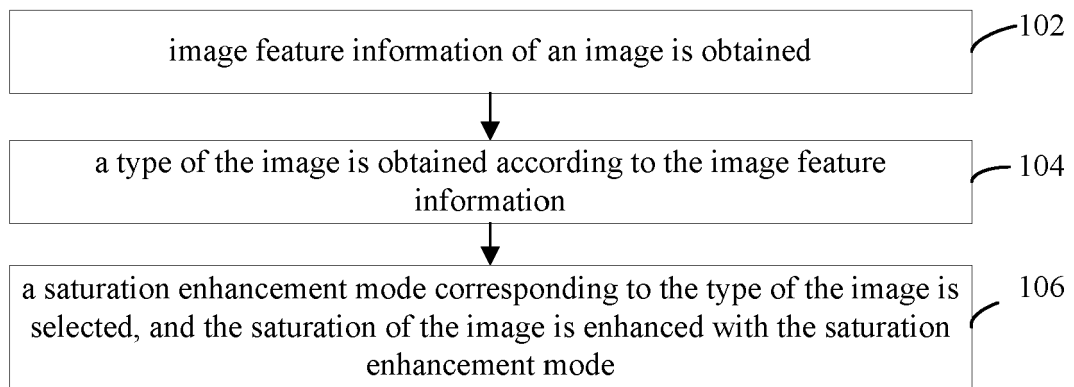 image feature information of an image is obtained
102
a type of the image is obtained according to the image feature
information
104
a saturation enhancement mode corresponding to the type of the image is
selected, and the saturation of the image is enhanced with the saturation
enhancement mode
106